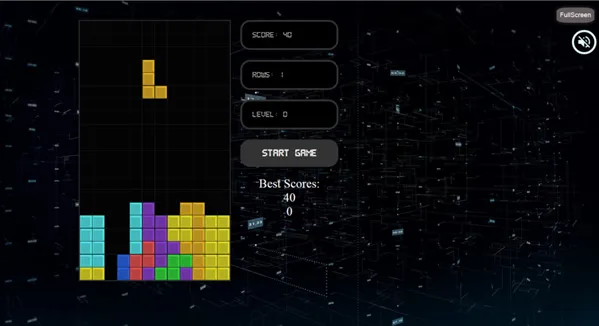 FullScreen
SCORE: 40
ROWS: 1
LEVEL: 0
START GAME
Best Scores:
40
0